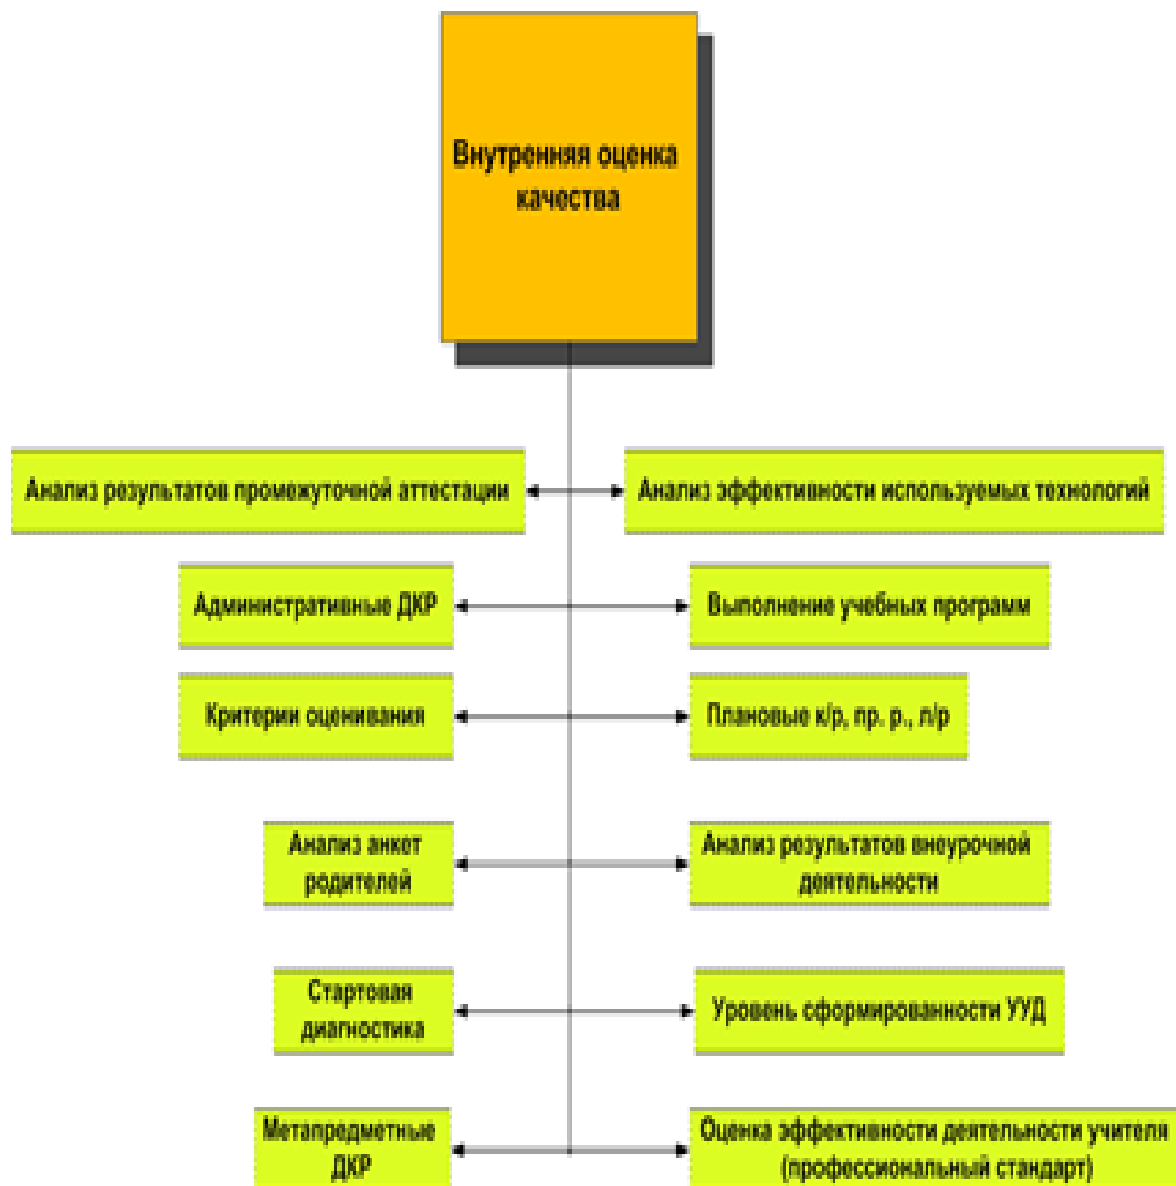 Внутренняя оценка
качества
Анализ результатов промежуточной аттестации
Анализ эффективности используемых технологий
Административные ДКР
Выполнение учебных программ
Критерии оценивания
Плановые к/р, пр. р., л/р
Анализ анкет
родителей
Анализ результатов внеурочной
деятельности
Стартовая
диагностика
Уровень сформированности УУД
Метапредметные
ДКР
Оценка эффективности деятельности учителя
(профессиональный стандарт)